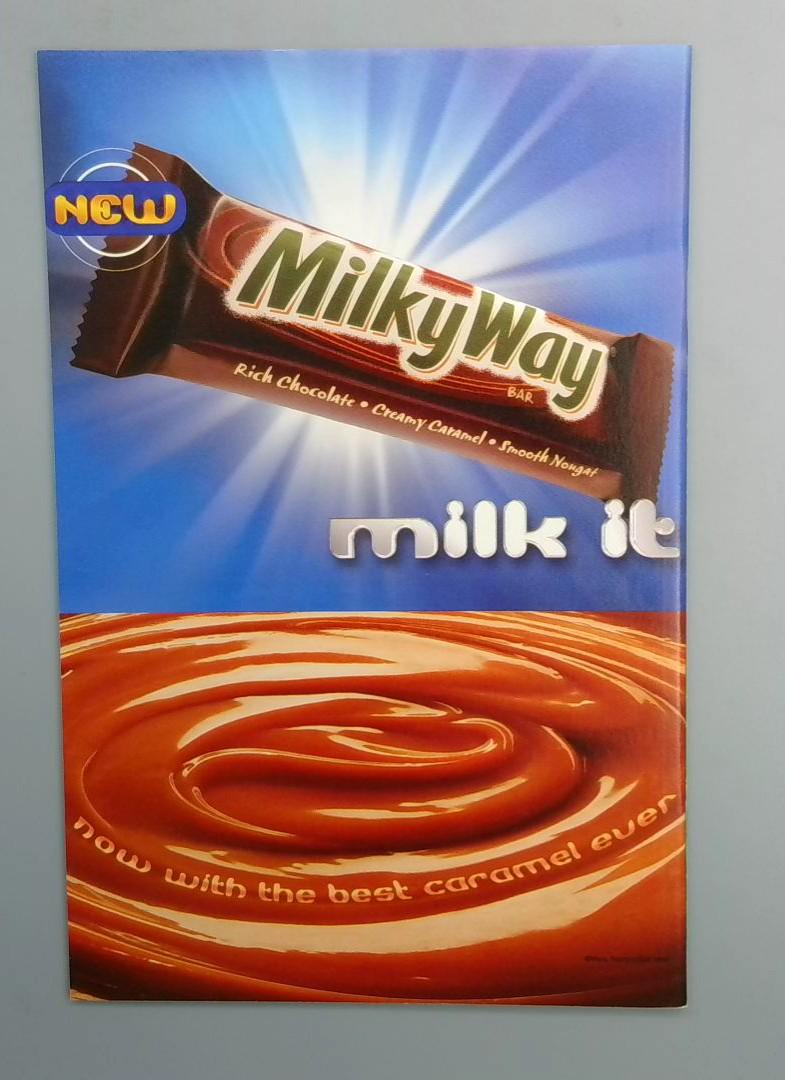 NEW
MilkyWay
BAR
Rich Chocolate • Creamy Caramel • Smooth Nougat
milk it
now with the best caramel ever